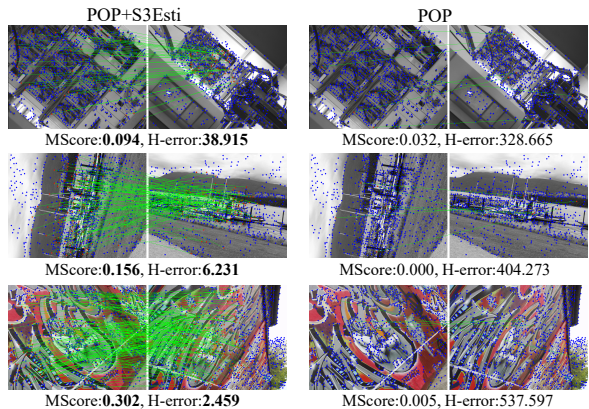 POP+S3Esti POP
MScore:0.094, H-error:38.915 MScore:0.032, H-error:328.665
MScore:0.156, H-error:6.231 MScore:0.000, H-error:404.273
MScore:0.302, H-error:2.459 MScore:0.005, H-error:537.597